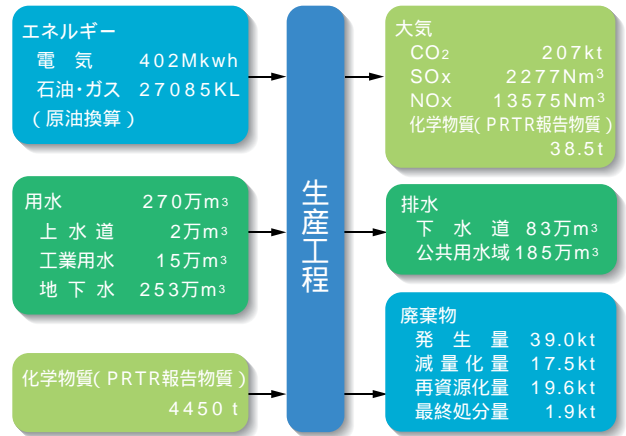 エネルギー
電気 402Mkwh
石油・ガス 27085KL
(原油換算)
用水 270万m3
上水道 2万m3
工業用水 15万m3
地下水 253万m3
化学物質(PRTR報告物質)
4450t
生産工程
大気
CO2 207kt
SOx 2277Nm3
NOx 13575Nm3
化学物質(PRTR報告物質)
38.5t
排水
下水道 83万m3
公共用水域 185万m3
廃棄物
発生量 39.0kt
減量化量 17.5kt
再資源化量 19.6kt
最終処分量 1.9kt